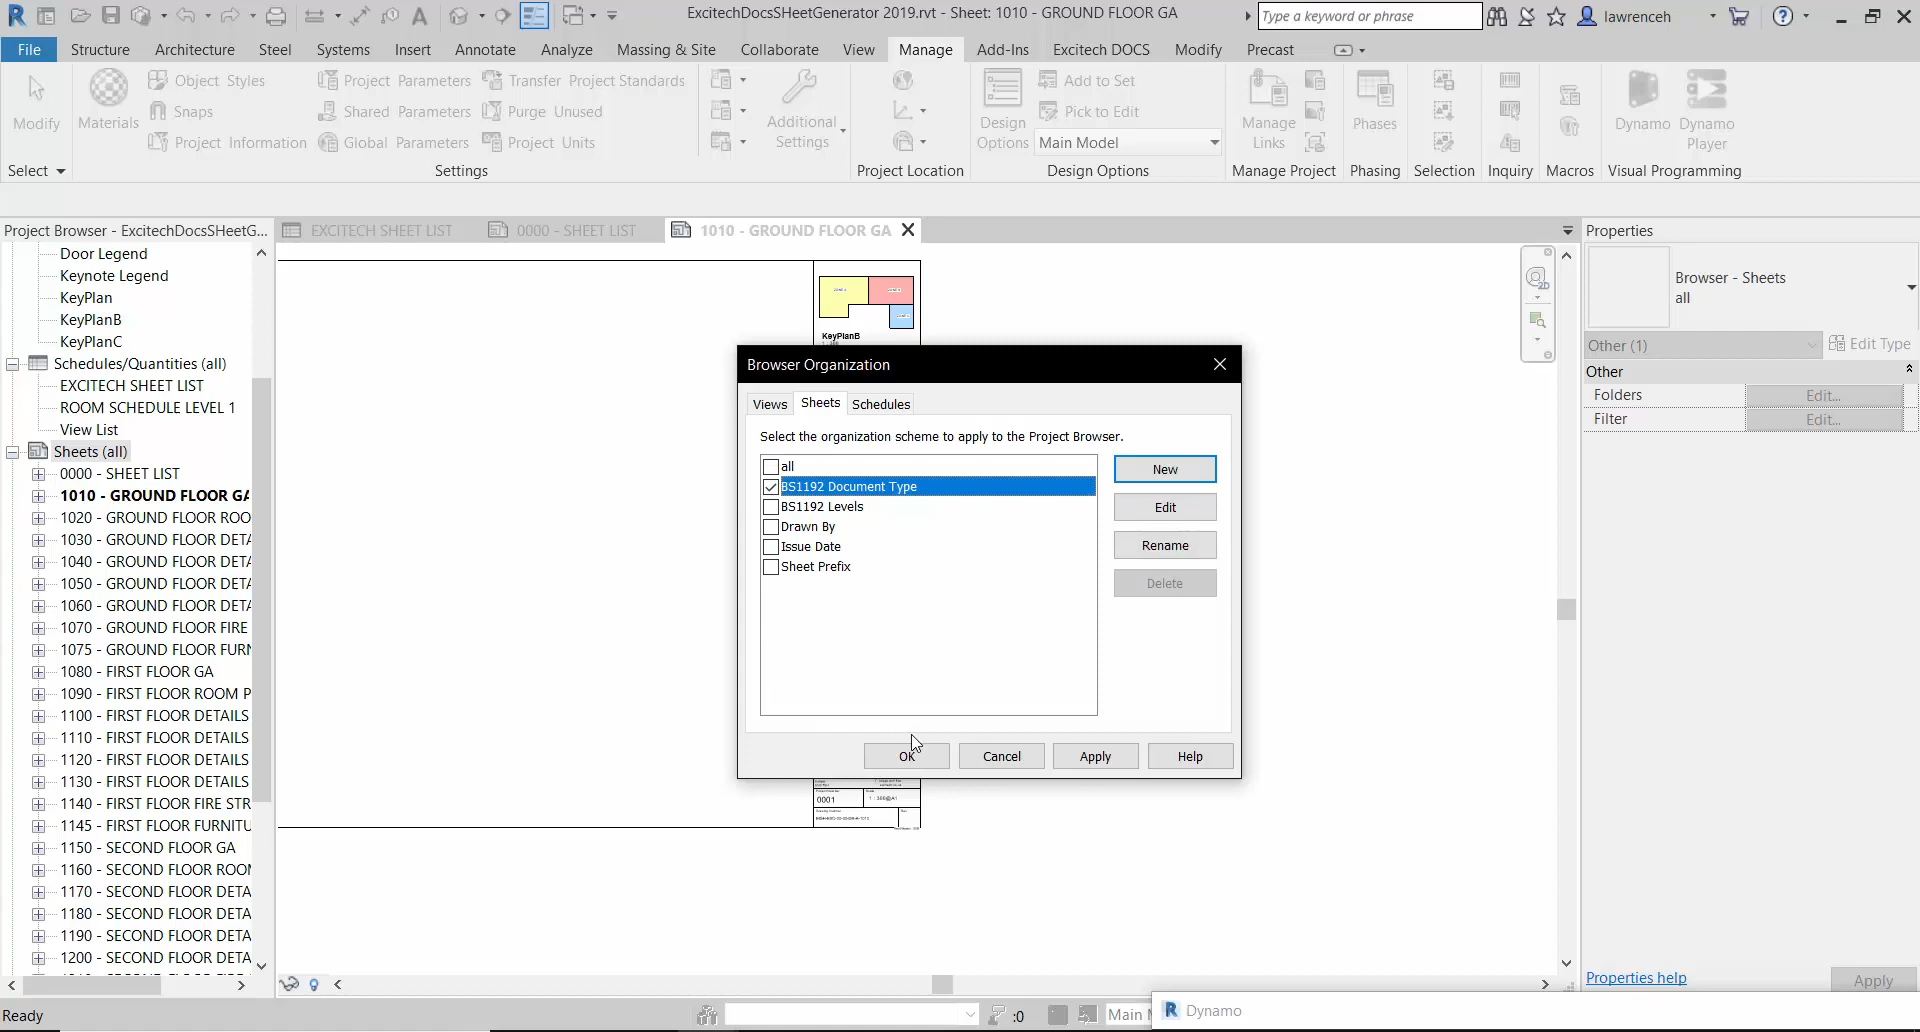 ExcitechDocsSHeetGenerator 2019.rvt - Sheet: 1010 - GROUND FLOOR GA
Type a keyword or phrase
lawrenceh
File
Structure
Architecture
Steel
Systems
Insert
Annotate
Analyze
Massing & Site
Collaborate
View
Manage
Add-Ins
Excitech DOCS
Modify
Precast
Modify
Materials
Object Styles
Snaps
Project Information
Project Parameters
Shared Parameters
Global Parameters
Transfer Project Standards
Purge Unused
Project Units
Additional
Settings
Design
Options
Add to Set
Pick to Edit
Main Model
Manage
Links
Phases
Dynamo
Dynamo
Player
Select
Settings
Project Location
Design Options
Manage Project
Phasing
Selection
Inquiry
Macros
Visual Programming
Project Browser - ExcitechDocsSHeetG...
Door Legend
Keynote Legend
KeyPlan
KeyPlanB
KeyPlanC
Schedules/Quantities (all)
EXCITECH SHEET LIST
ROOM SCHEDULE LEVEL 1
View List
Sheets (all)
0000 - SHEET LIST
1010 - GROUND FLOOR GA
1020 - GROUND FLOOR ROO
1030 - GROUND FLOOR DETA
1040 - GROUND FLOOR DETA
1050 - GROUND FLOOR DETA
1060 - GROUND FLOOR DETA
1070 - GROUND FLOOR FIRE
1075 - GROUND FLOOR FURN
1080 - FIRST FLOOR GA
1090 - FIRST FLOOR ROOM P
1100 - FIRST FLOOR DETAILS
1110 - FIRST FLOOR DETAILS
1120 - FIRST FLOOR DETAILS
1130 - FIRST FLOOR DETAILS
1140 - FIRST FLOOR FIRE STR
1145 - FIRST FLOOR FURNITU
1150 - SECOND FLOOR GA
1160 - SECOND FLOOR ROOM
1170 - SECOND FLOOR DETA
1180 - SECOND FLOOR DETA
1190 - SECOND FLOOR DETA
1200 - SECOND FLOOR DETA
EXCITECH SHEET LIST
0000 - SHEET LIST
1010 - GROUND FLOOR GA
KeyPlanB
Browser Organization
Views
Sheets
Schedules
Select the organization scheme to apply to the Project Browser.
all
BS1192 Document Type
BS1192 Levels
Drawn By
Issue Date
Sheet Prefix
New
Edit
Rename
Delete
OK
Cancel
Apply
Help
0001
1 : 300@A1
2D
Properties
Browser - Sheets
all
Other (1)
Edit Type
Other
Folders
Edit...
Filter
Edit...
Properties help
Apply
Ready
:0
Main M
Dynamo